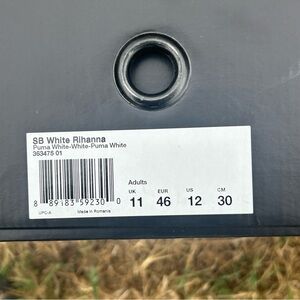 SB White Rihanna
Puma White-White-Puma White
363475 01
Adults
UK EUR US CM
11 46 12 30
8 89183 59230 0
UPC-A Made in Romania